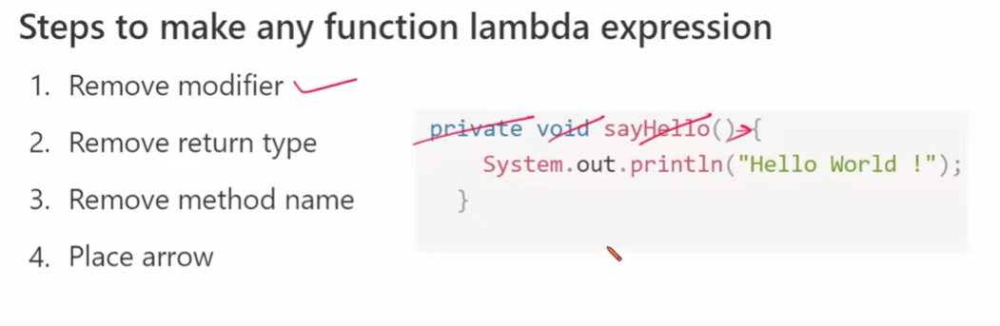 Steps to make any function lambda expression
1. Remove modifier
2. Remove return type
3. Remove method name
4. Place arrow
private void sayHello() {
System.out.println("Hello World !");
}